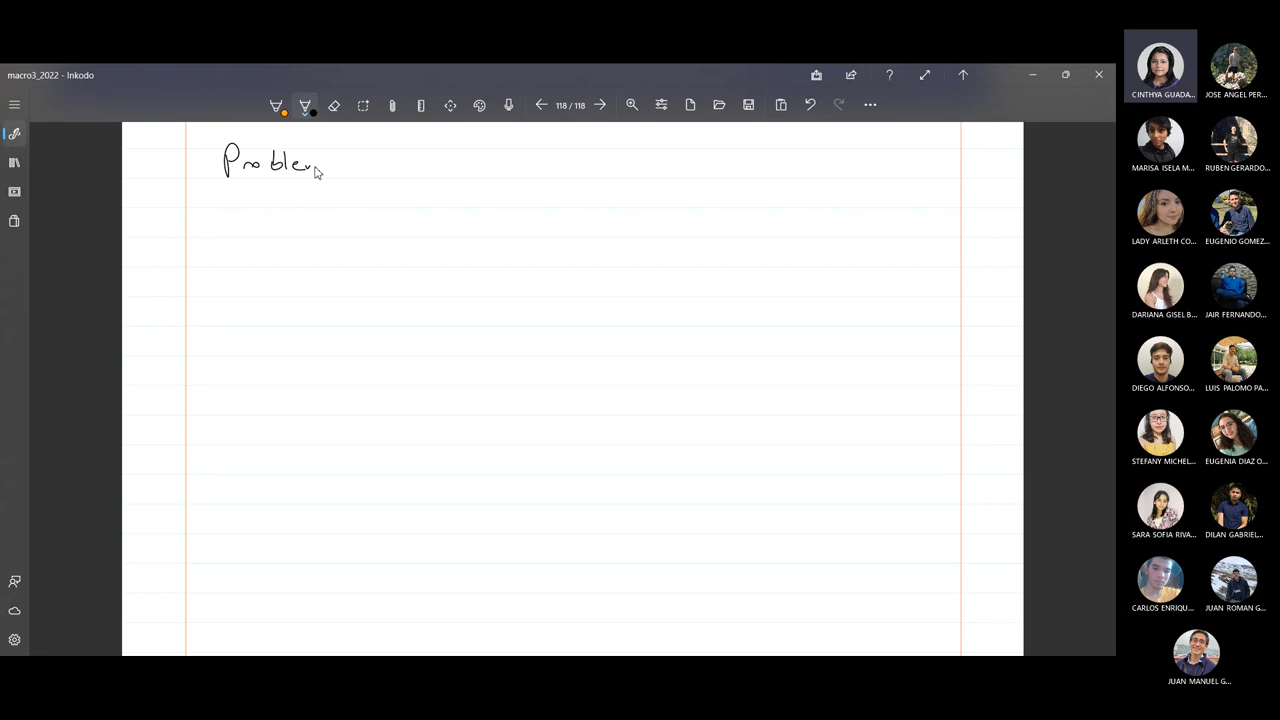 macro3_2022 - Inkodo
118 / 118
Problem
CINTHYA GUADA...
JOSE ANGEL PER...
MARISA ISELA M...
RUBEN GERARDO...
LADY ARLETH CO...
EUGENIO GOMEZ...
DARIANA GISEL B...
JAIR FERNANDO...
DIEGO ALFONSO...
LUIS PALOMO PA...
STEFANY MICHEL...
EUGENIA DIAZ O...
SARA SOFIA RIVA...
DILAN GABRIEL...
CARLOS ENRIQU...
JUAN ROMAN G...
JUAN MANUEL G...